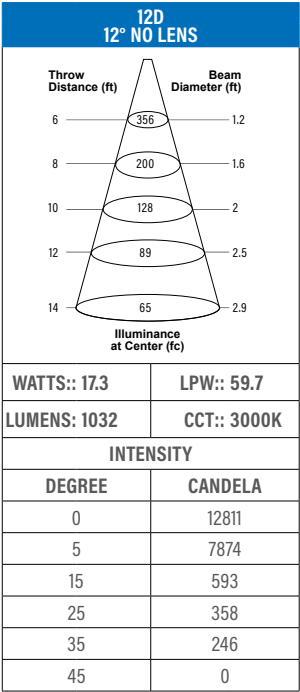 12D
12° NO LENS
Throw Distance (ft)
Beam Diameter (ft)
6 356 1.2
8 200 1.6
10 128 2
12 89 2.5
14 65 2.9
Illuminance
at Center (fc)
WATTS:: 17.3 LPW:: 59.7
LUMENS: 1032 CCT:: 3000K
INTENSITY
DEGREE CANDELA
0 12811
5 7874
15 593
25 358
35 246
45 0